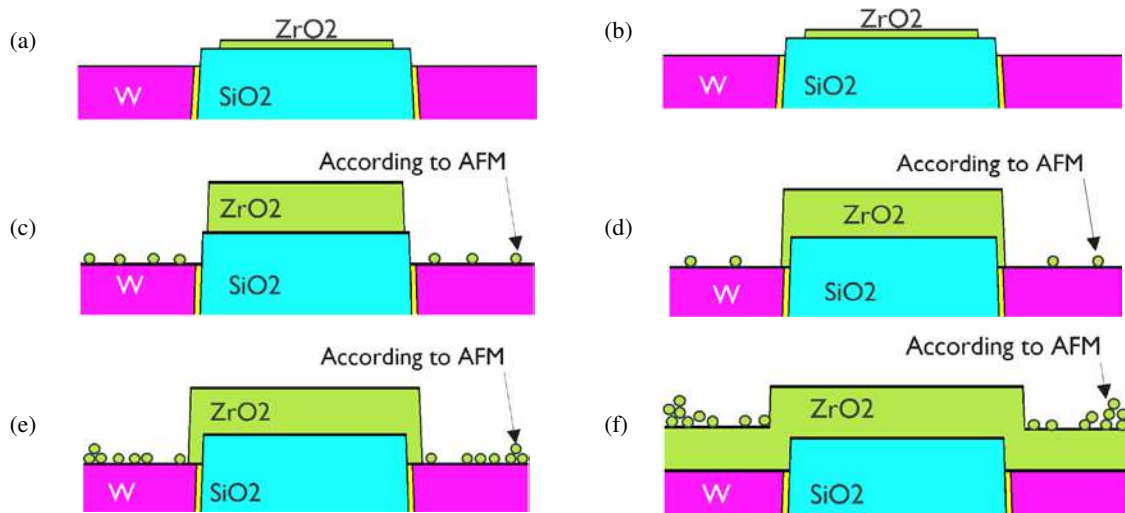 (a)
ZrO2
W
SiO2
(b)
ZrO2
W
SiO2
(c)
According to AFM
ZrO2
W
SiO2
(d)
According to AFM
ZrO2
W
SiO2
(e)
According to AFM
ZrO2
W
SiO2
(f)
According to AFM
ZrO2
W
SiO2